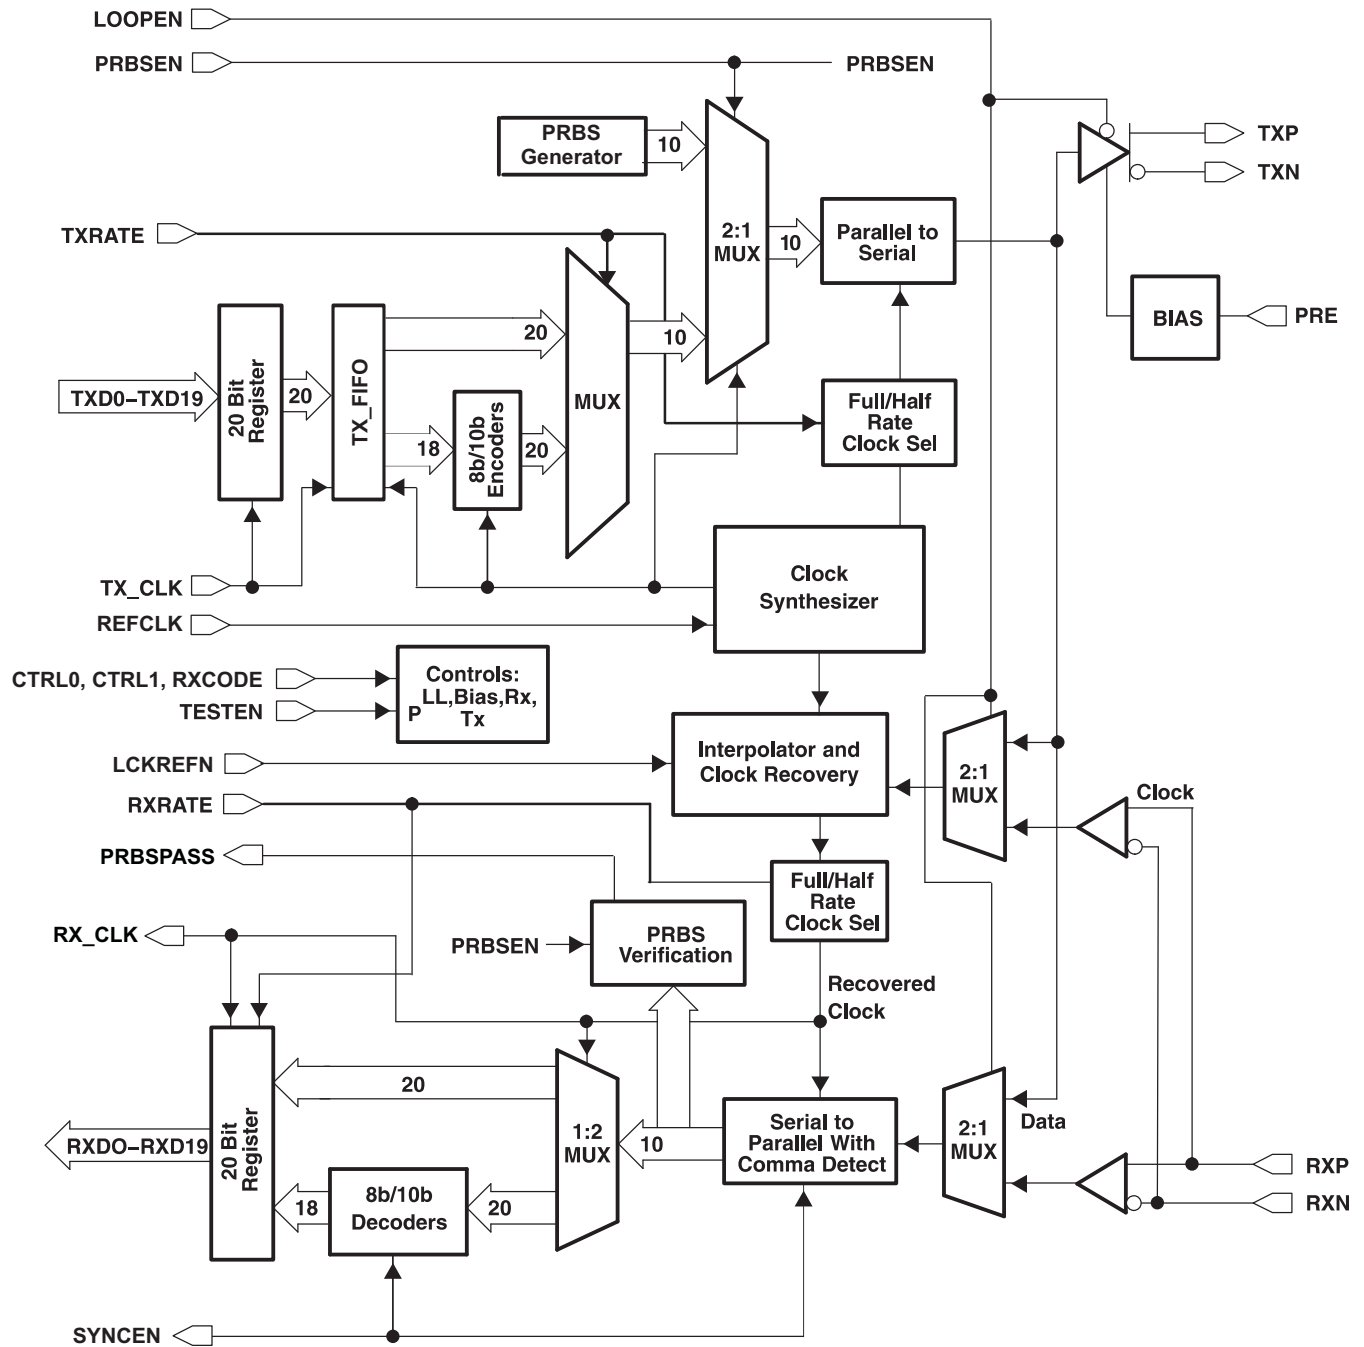 LOOPEN
PRBSEN
PRBSEN
PRBS
Generator
10
TXP
TXN
TXRATE
2:1
MUX
10
Parallel to
Serial
BIAS
PRE
TXD0–TXD19
20 Bit
Register
20
TX_FIFO
20
18
8b/10b
Encoders
20
MUX
10
Full/Half
Rate
Clock Sel
TX_CLK
REFCLK
Clock
Synthesizer
CTRL0, CTRL1, RXCODE
TESTEN
Controls:
LL,Bias,Rx,
P
Tx
LCKREFN
Interpolator and
Clock Recovery
2:1
MUX
Clock
RXRATE
PRBSPASS
Full/Half
Rate
Clock Sel
RX_CLK
PRBSEN
PRBS
Verification
Recovered
Clock
20 Bit
Register
20
1:2
MUX
10
Serial to
Parallel With
Comma Detect
2:1
MUX
Data
RXDO–RXD19
18
8b/10b
Decoders
20
RXP
RXN
SYNCEN